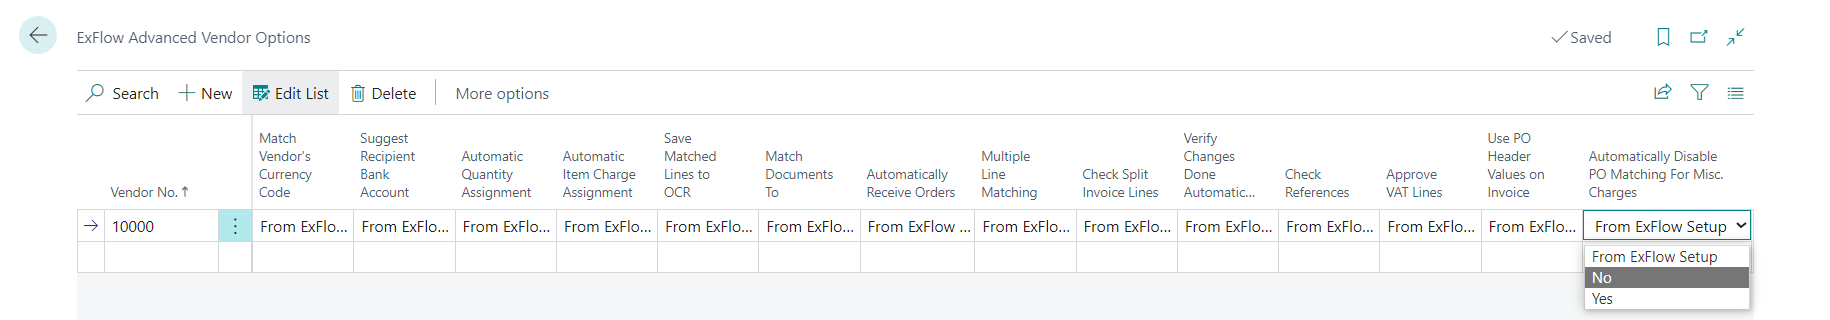 ExFlow Advanced Vendor Options
Saved
Search
New
Edit List
Delete
More options
Vendor No. ↑
Match
Vendor's
Currency
Code
Suggest
Recipient
Bank
Account
Automatic
Quantity
Assignment
Automatic
Item Charge
Assignment
Save
Matched
Lines to
OCR
Match
Documents
To
Automatically
Receive Orders
Multiple
Line
Matching
Check Split
Invoice Lines
Verify
Changes
Done
Automatic...
Check
References
Approve
VAT Lines
Use PO
Header
Values on
Invoice
Automatically Disable
PO Matching For Misc.
Charges
10000
From ExFlo...
From ExFlo...
From ExFlo...
From ExFlo...
From ExFlo...
From ExFlo...
From ExFlow ...
From ExFlo...
From ExFlo...
From ExFlo...
From ExFlo...
From ExFlo...
From ExFlo...
From ExFlow Setup
From ExFlow Setup
No
Yes